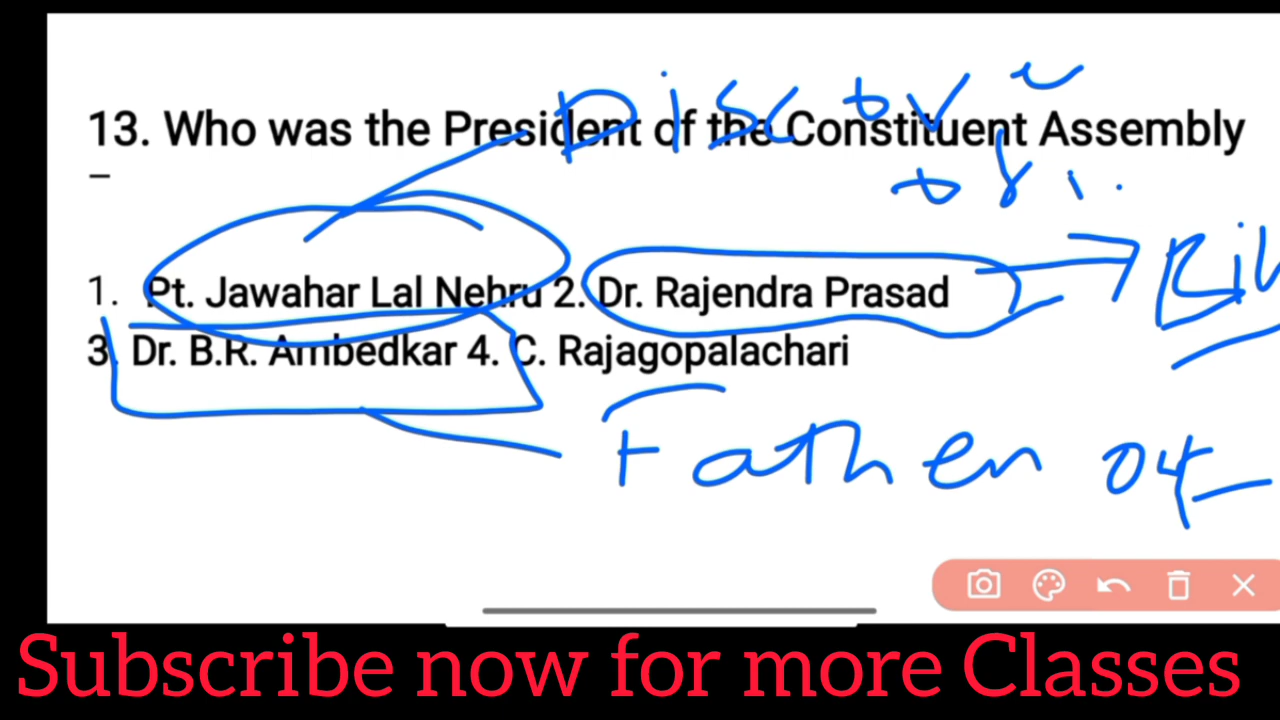 13. Who was the President of the Constituent Assembly
–
1. Pt. Jawahar Lal Nehru 2. Dr. Rajendra Prasad
3. Dr. B.R. Ambedkar 4. C. Rajagopalachari
Father of
Subscribe now for more Classes